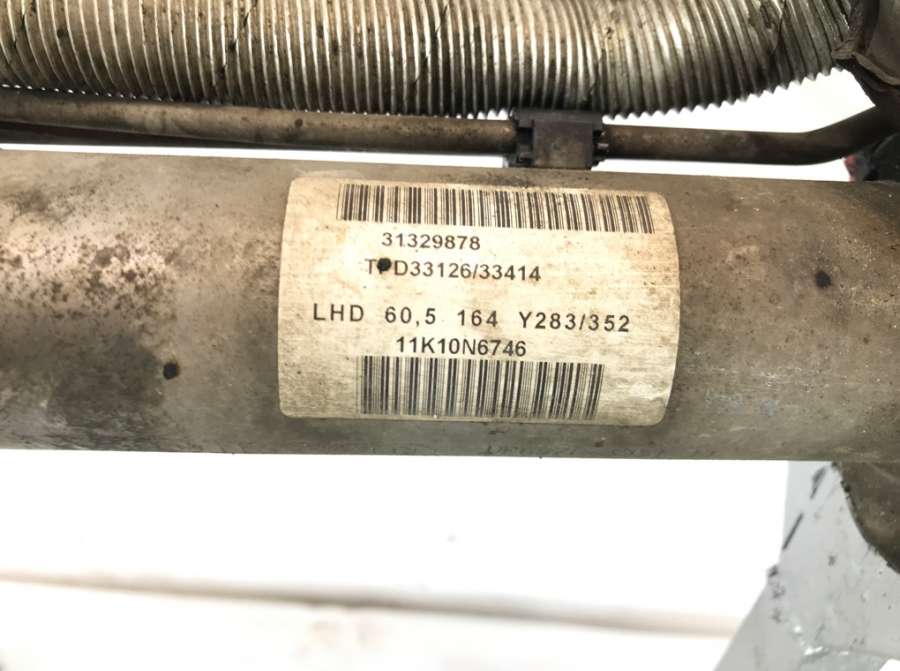 31329878
TPD33126/33414
LHD 60,5 164 Y283/352
11K10N6746